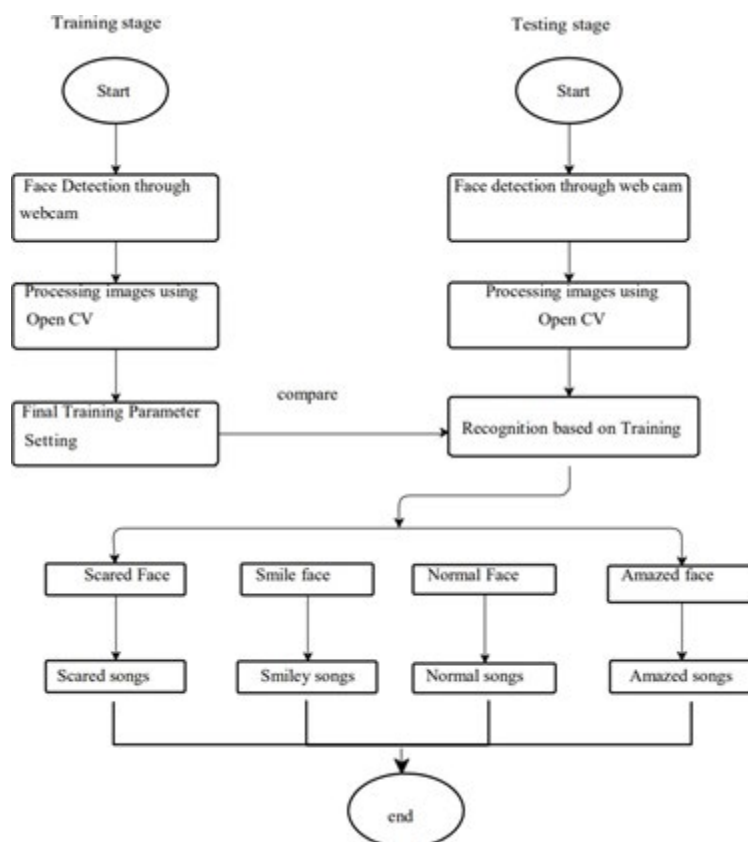 Training stage
Testing stage
Start
Start
Face Detection through
webcam
Face detection through web cam
Processing images using
Open CV
Processing images using
Open CV
Final Training Parameter
Setting
compare
Recognition based on Training
Scared Face
Smile face
Normal Face
Amazed face
Scared songs
Smiley songs
Normal songs
Amazed songs
end